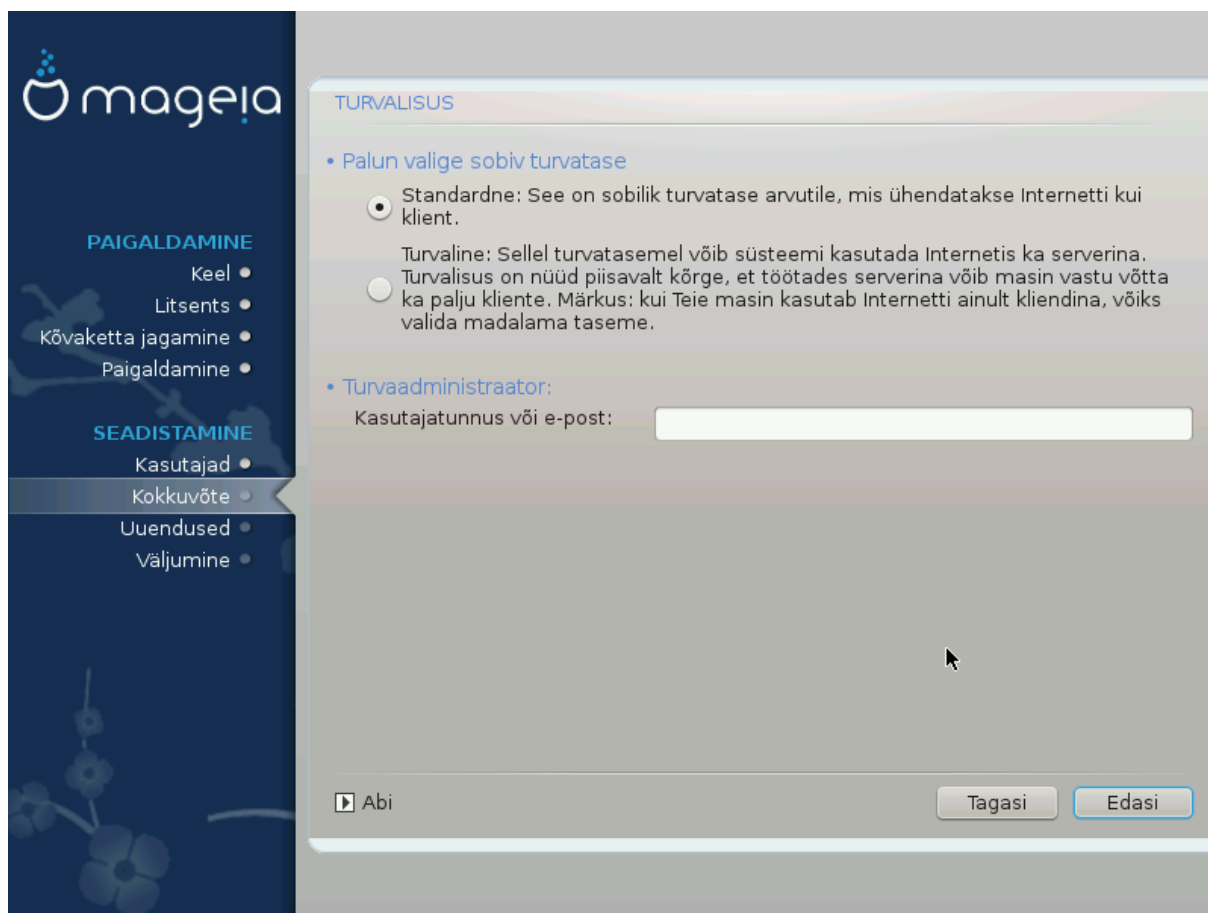 mageia
PAIGALDAMINE
Keel
Litsents
Kõvaketta jagamine
Paigaldamine
SEADISTAMINE
Kasutajad
Kokkuvõte
Uuendused
Väljumine
TURVALISUS
• Palun valige sobiv turvatase
Standardne: See on sobilik turvatase arvutile, mis ühendatakse Internetti kui
klient.
Turvaline: Sellel turvatasemel võib süsteemi kasutada Internetis ka serverina.
Turvalisus on nüüd piisavalt kõrge, et töötades serverina võib masin vastu võtta
ka palju kliente. Märkus: kui Teie masin kasutab Internetti ainult kliendina, võiks
valida madalama taseme.
• Turvaadministraator:
Kasutajatunnus või e-post:
Abi
Tagasi
Edasi